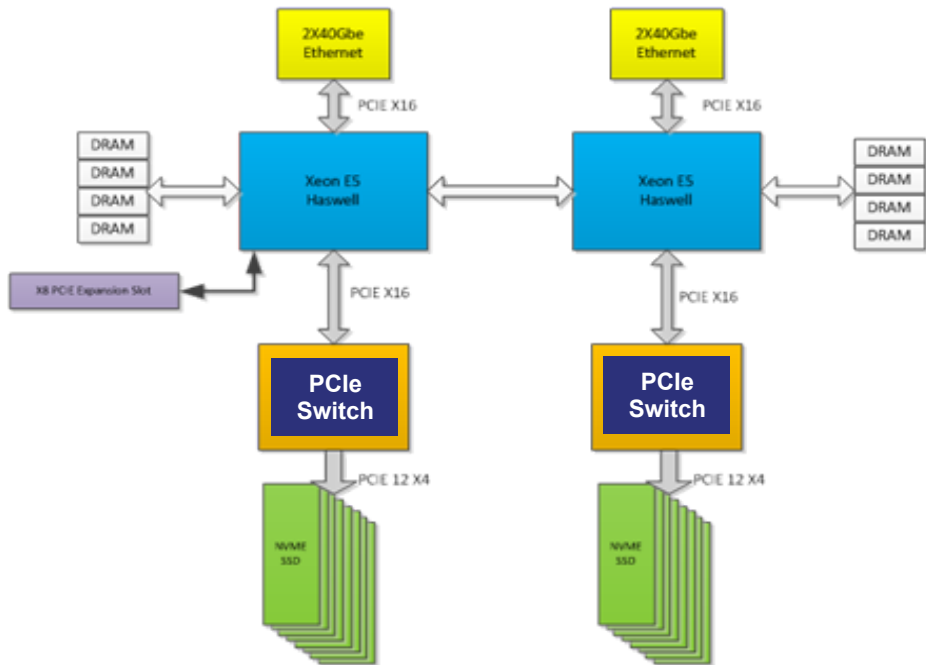 2X40Gbe
Ethernet
2X40Gbe
Ethernet
PCIE X16
PCIE X16
DRAM
DRAM
DRAM
DRAM
Xeon E5
Haswell
Xeon E5
Haswell
DRAM
DRAM
DRAM
DRAM
X8 PCIE Expansion Slot
PCIE X16
PCIE X16
PCIe
Switch
PCIe
Switch
PCIE 12 X4
PCIE 12 X4
NVME
SSD
NVME
SSD